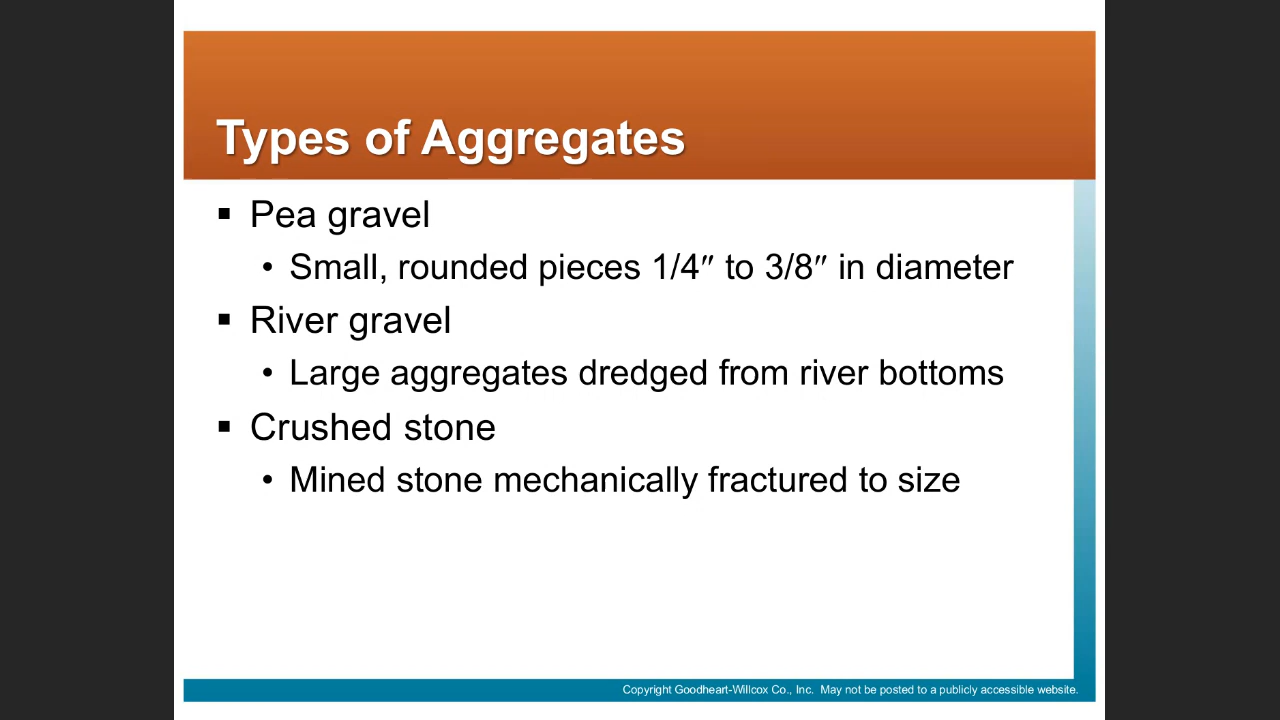 Types of Aggregates
▪ Pea gravel
• Small, rounded pieces 1/4″ to 3/8″ in diameter
▪ River gravel
• Large aggregates dredged from river bottoms
▪ Crushed stone
• Mined stone mechanically fractured to size
Copyright Goodheart-Willcox Co., Inc.  May not be posted to a publicly accessible website.